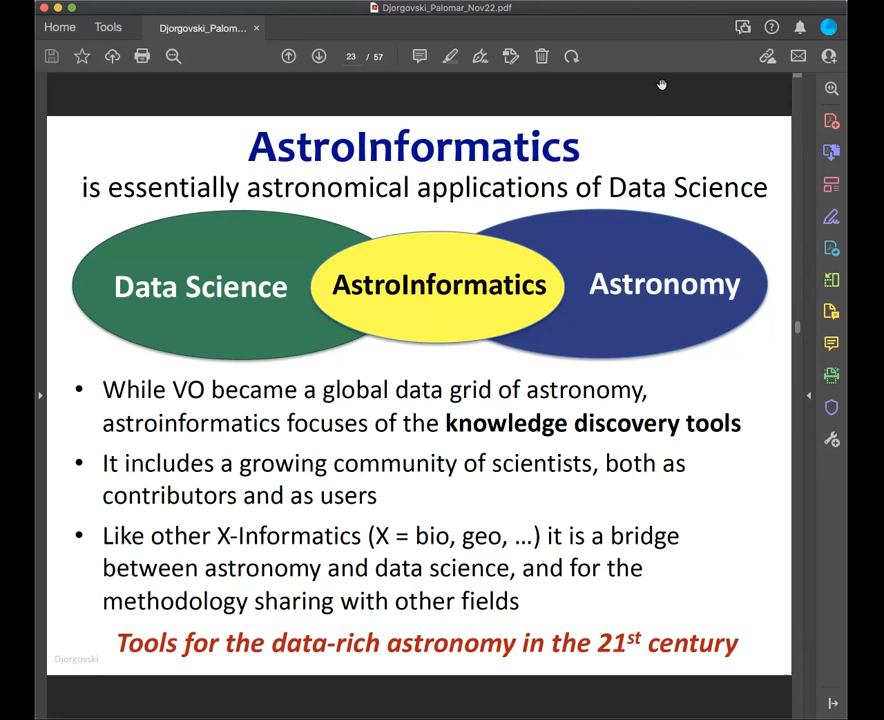 Djorgovski_Palomar_Nov22.pdf
Home Tools Djorgovski_Palom... ×
23 / 57
AstroInformatics
is essentially astronomical applications of Data Science
Data Science AstroInformatics Astronomy
• While VO became a global data grid of astronomy,
astroinformatics focuses of the knowledge discovery tools
• It includes a growing community of scientists, both as
contributors and as users
• Like other X-Informatics (X = bio, geo, …) it is a bridge
between astronomy and data science, and for the
methodology sharing with other fields
Tools for the data-rich astronomy in the 21st century
Djorgovski